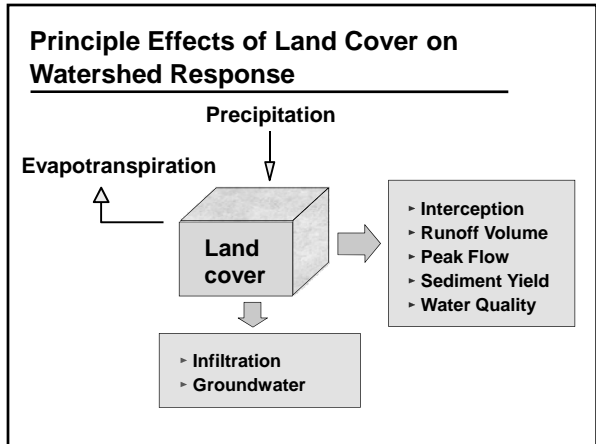 Principle Effects of Land Cover on
Watershed Response
Precipitation
Evapotranspiration
Land
cover
► Interception
► Runoff Volume
► Peak Flow
► Sediment Yield
► Water Quality
► Infiltration
► Groundwater